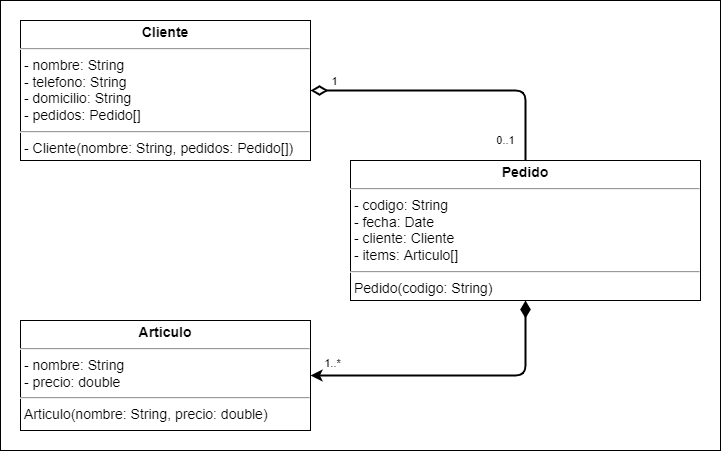 Cliente
- nombre: String
- telefono: String
- domicilio: String
- pedidos: Pedido[]
- Cliente(nombre: String, pedidos: Pedido[])
1
0..1
Pedido
- codigo: String
- fecha: Date
- cliente: Cliente
- items: Articulo[]
Pedido(codigo: String)
1..*
Articulo
- nombre: String
- precio: double
Articulo(nombre: String, precio: double)